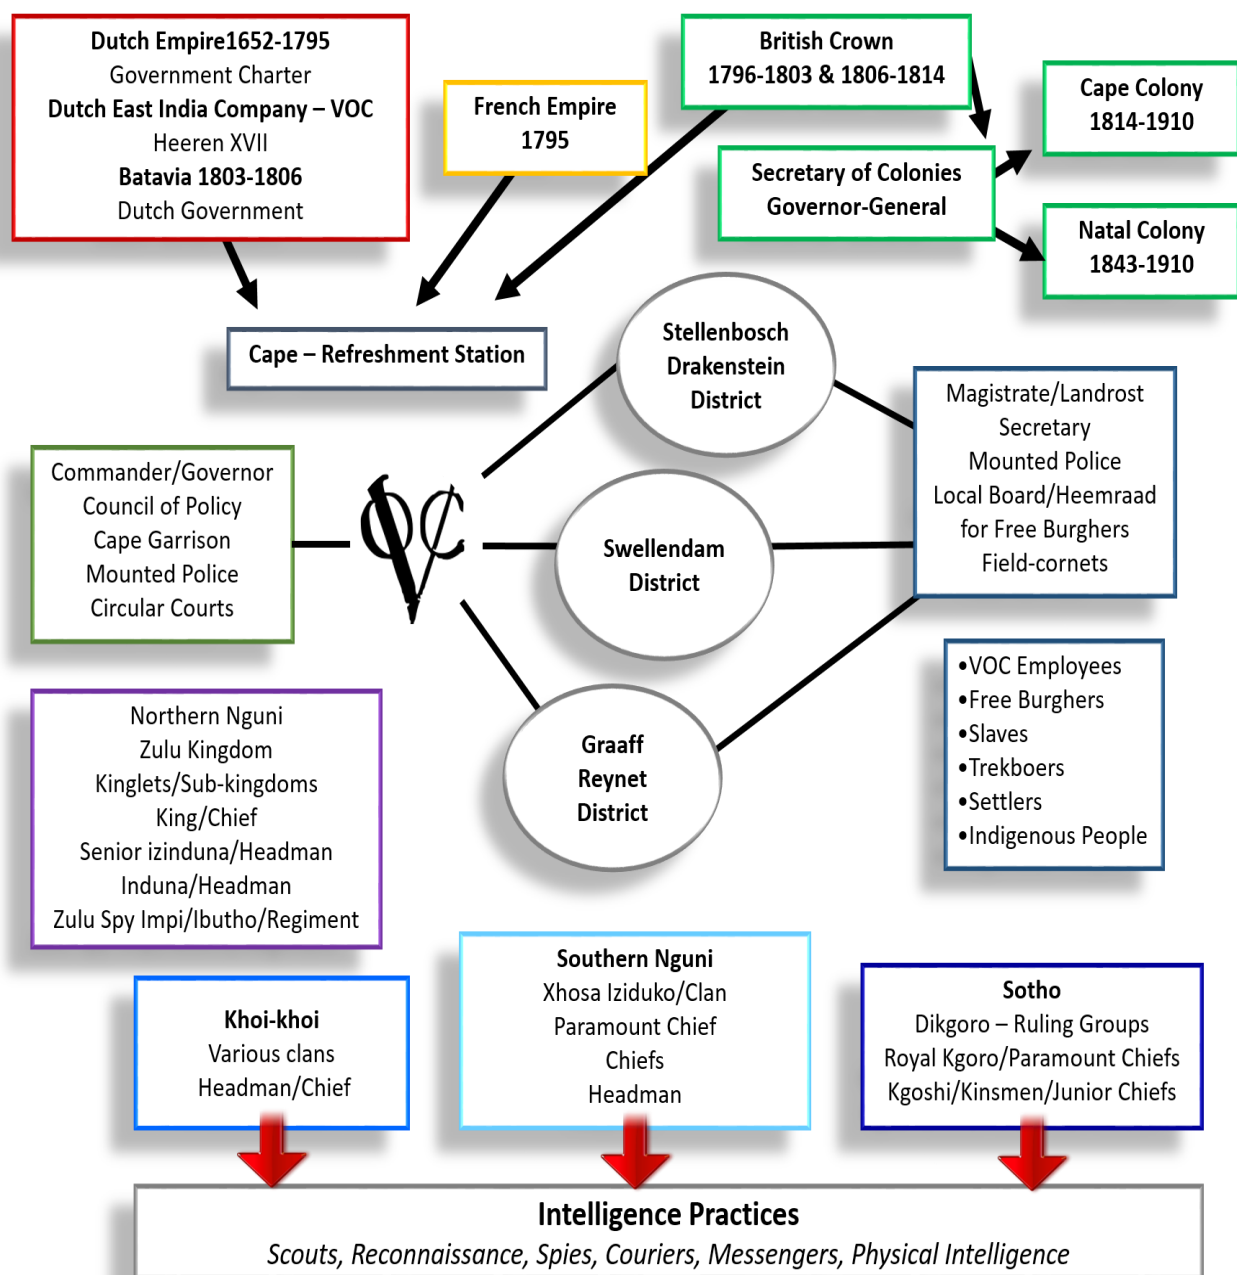 Dutch Empire1652-1795
Government Charter
Dutch East India Company – VOC
Heeren XVII
Batavia 1803-1806
Dutch Government
French Empire
1795
British Crown
1796-1803 & 1806-1814
Secretary of Colonies
Governor-General
Cape Colony
1814-1910
Natal Colony
1843-1910
Cape – Refreshment Station
Stellenbosch
Drakenstein
District
Magistrate/Landrost
Secretary
Mounted Police
Local Board/Heemraad
for Free Burghers
Field-cornets
Commander/Governor
Council of Policy
Cape Garrison
Mounted Police
Circular Courts
VOC
Swellendam
District
Graaff
Reynet
District
•VOC Employees
•Free Burghers
•Slaves
•Trekboers
•Settlers
•Indigenous People
Northern Nguni
Zulu Kingdom
Kinglets/Sub-kingdoms
King/Chief
Senior izinduna/Headman
Induna/Headman
Zulu Spy Impi/Ibutho/Regiment
Khoi-khoi
Various clans
Headman/Chief
Southern Nguni
Xhosa Iziduko/Clan
Paramount Chief
Chiefs
Headman
Sotho
Dikgoro – Ruling Groups
Royal Kgoro/Paramount Chiefs
Kgoshi/Kinsmen/Junior Chiefs
Intelligence Practices
Scouts, Reconnaissance, Spies, Couriers, Messengers, Physical Intelligence